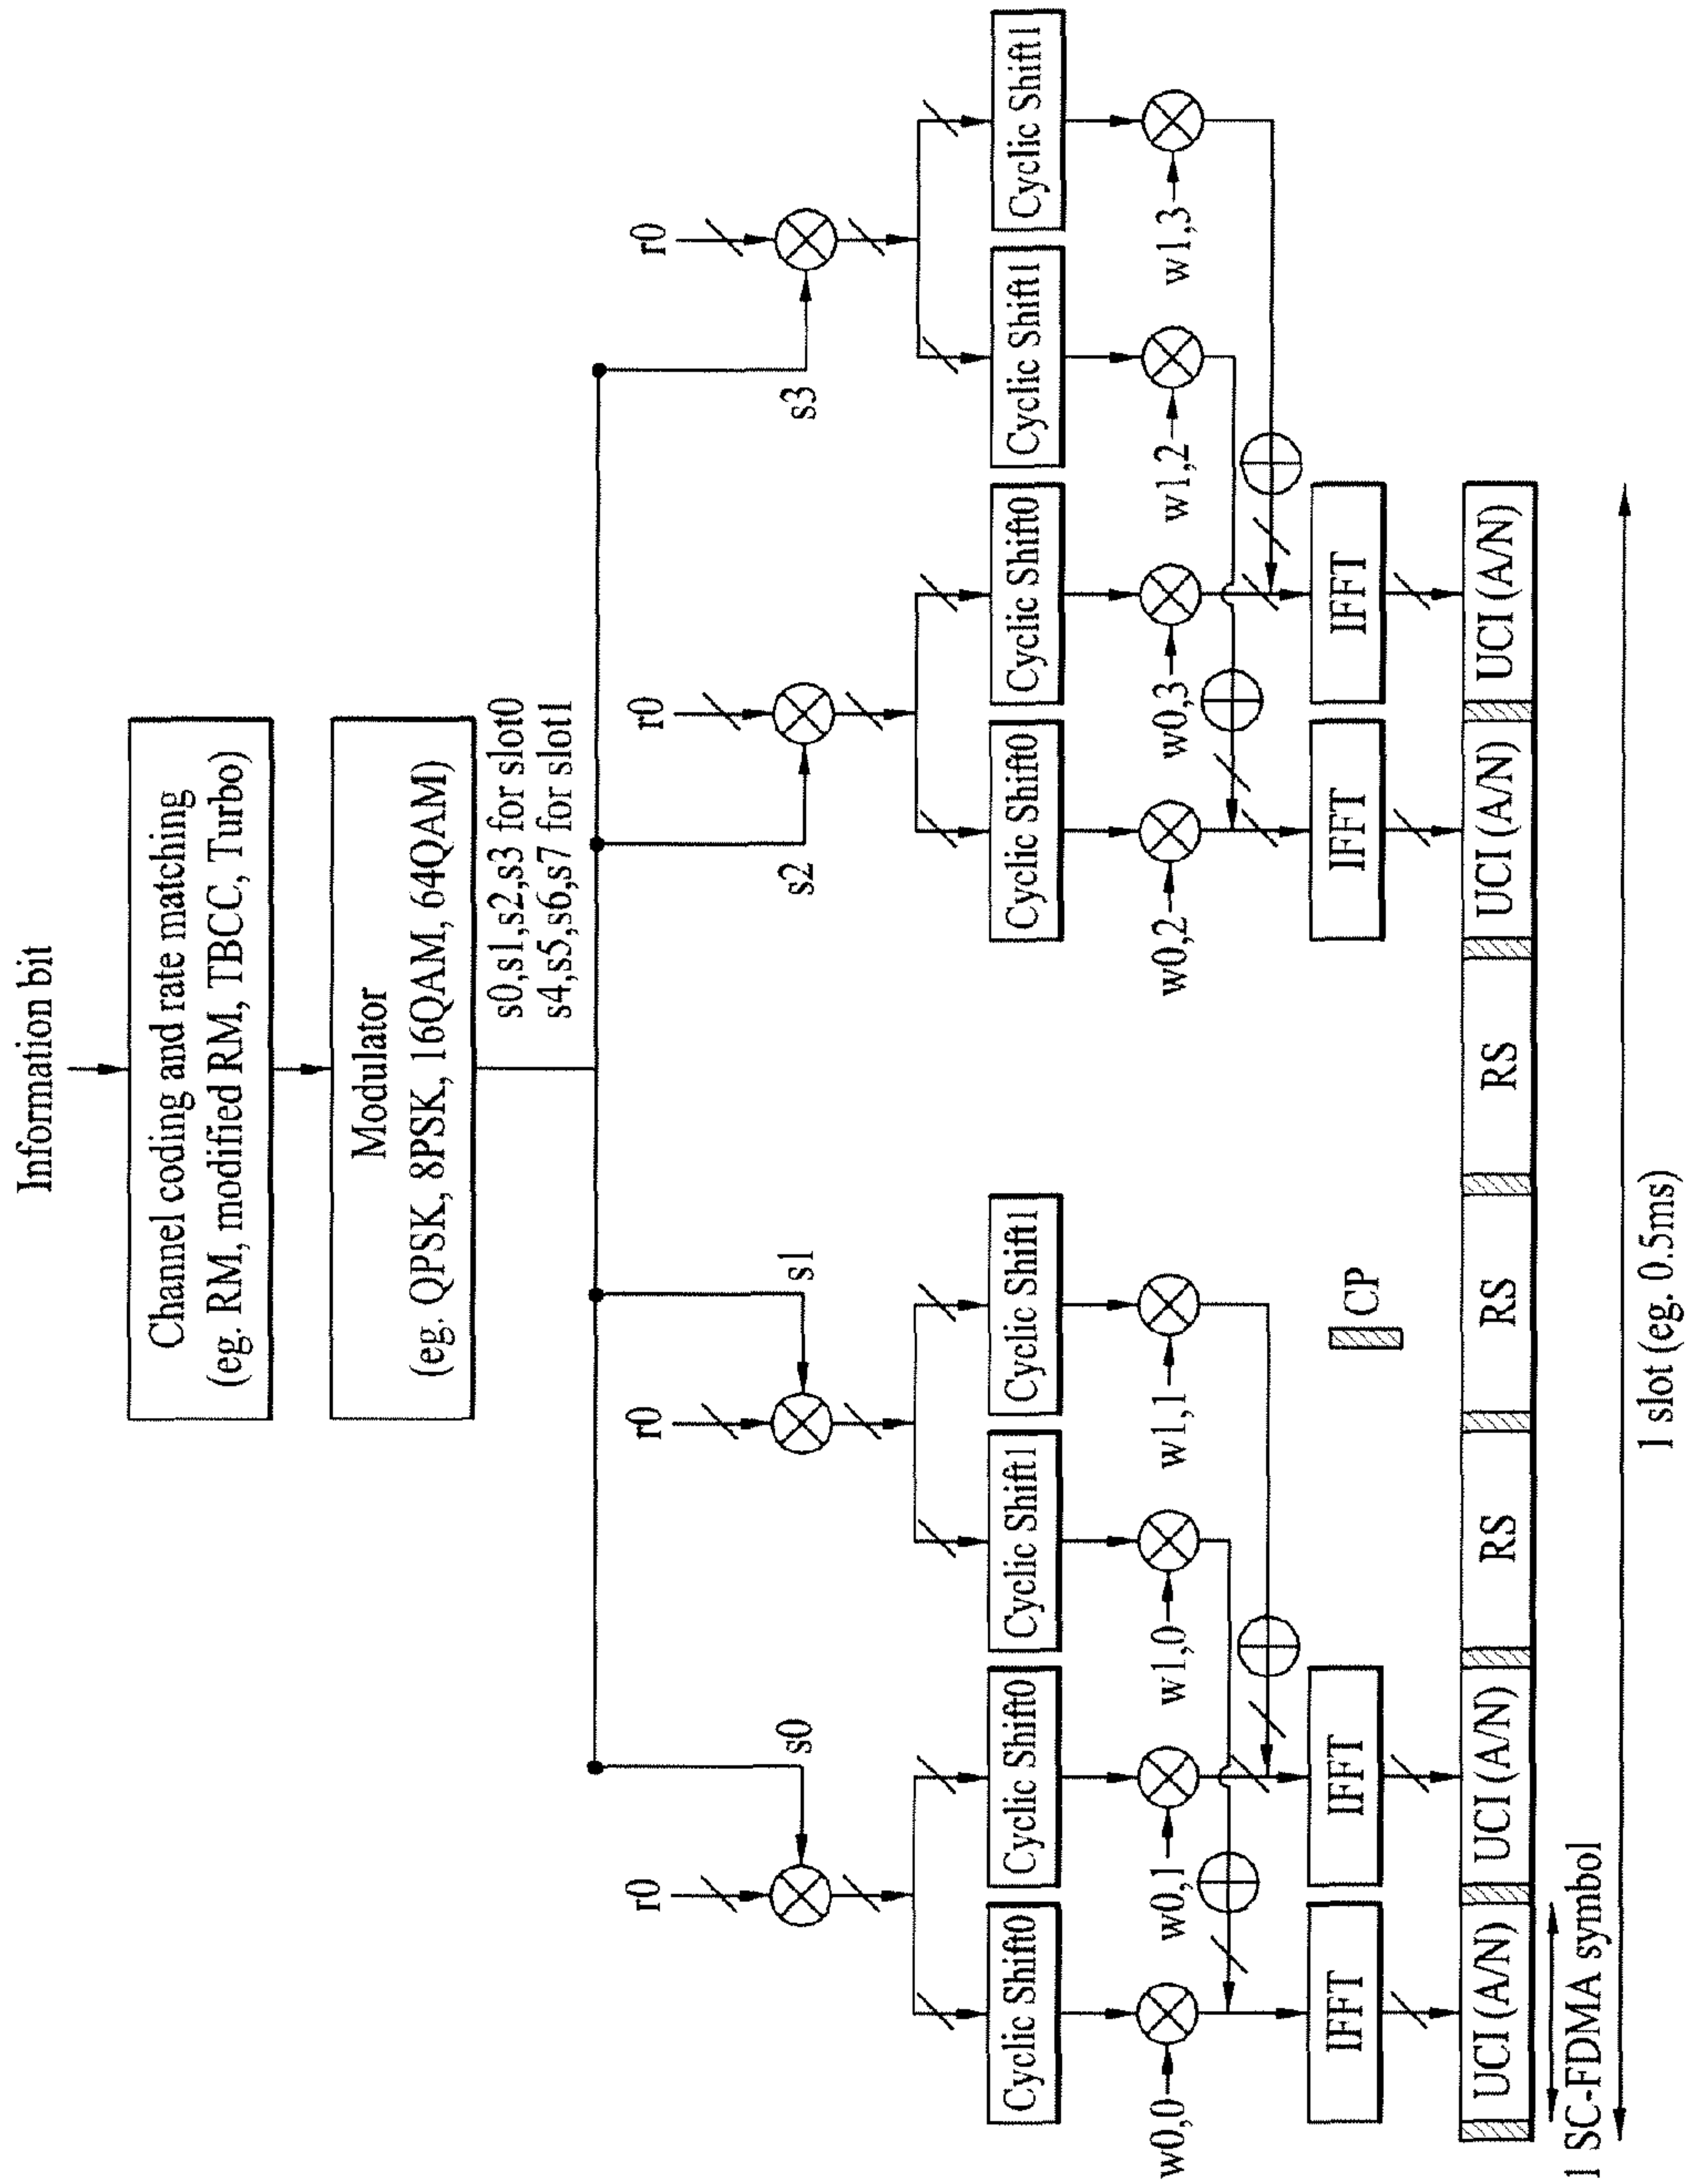 Information bit
Channel coding and rate matching
(eg. RM, modified RM, TBCC, Turbo)
Modulator
(eg. QPSK, 8PSK, 16QAM, 64QAM)
s0,s1,s2,s3 for slot0
s4,s5,s6,s7 for slot1
r0
s0
r0
s1
s2
r0
s3
r0
Cyclic Shift0
Cyclic Shift0
Cyclic Shift1
Cyclic Shift1
Cyclic Shift0
Cyclic Shift0
Cyclic Shift1
Cyclic Shift1
w0,0
w0,1
w1,0
w1,1
w0,2
w0,3
w1,2
w1,3
IFFT
IFFT
CP
IFFT
IFFT
UCI (A/N)
UCI (A/N)
RS
RS
RS
UCI (A/N)
UCI (A/N)
1 SC-FDMA symbol
1 slot (eg. 0.5ms)